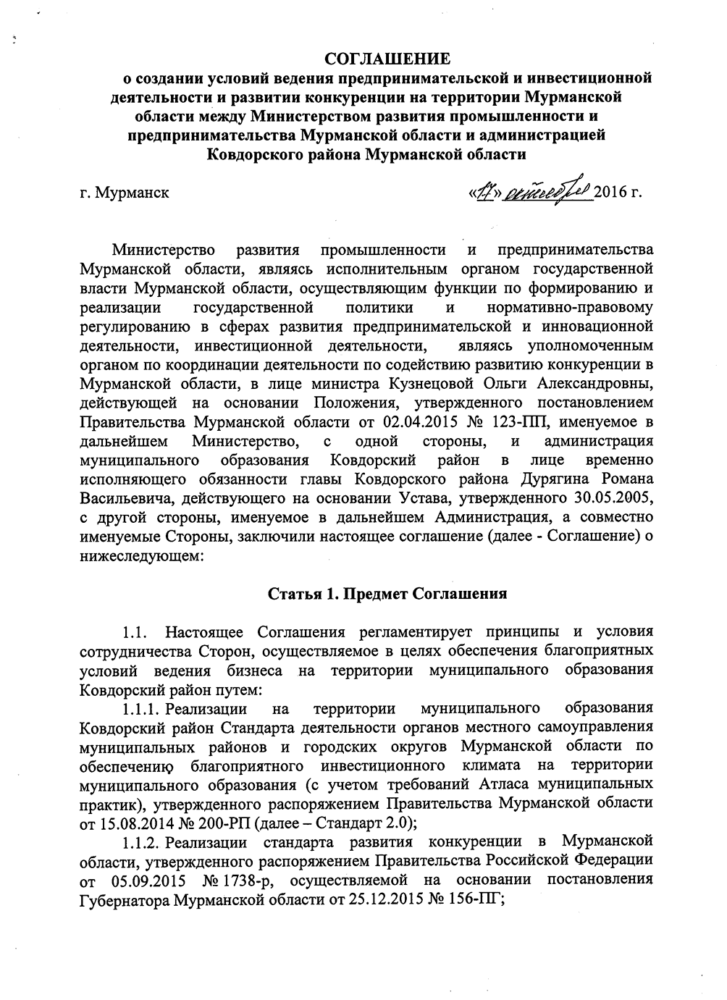 СОГЛАШЕНИЕ
о создании условий ведения предпринимательской и инвестиционной
деятельности и развитии конкуренции на территории Мурманской
области между Министерством развития промышленности и
предпринимательства Мурманской области и администрацией
Ковдорского района Мурманской области
г. Мурманск «17» октября 2016 г.
Министерство развития промышленности и предпринимательства
Мурманской области, являясь исполнительным органом государственной
власти Мурманской области, осуществляющим функции по формированию и
реализации государственной политики и нормативно-правовому
регулированию в сферах развития предпринимательской и инновационной
деятельности, инвестиционной деятельности, являясь уполномоченным
органом по координации деятельности по содействию развитию конкуренции в
Мурманской области, в лице министра Кузнецовой Ольги Александровны,
действующей на основании Положения, утвержденного постановлением
Правительства Мурманской области от 02.04.2015 № 123-ПП, именуемое в
дальнейшем Министерство, с одной стороны, и администрация
муниципального образования Ковдорский район в лице временно
исполняющего обязанности главы Ковдорского района Дурягина Романа
Васильевича, действующего на основании Устава, утвержденного 30.05.2005,
с другой стороны, именуемое в дальнейшем Администрация, а совместно
именуемые Стороны, заключили настоящее соглашение (далее - Соглашение) о
нижеследующем:
Статья 1. Предмет Соглашения
1.1. Настоящее Соглашения регламентирует принципы и условия
сотрудничества Сторон, осуществляемое в целях обеспечения благоприятных
условий ведения бизнеса на территории муниципального образования
Ковдорский район путем:
1.1.1. Реализации на территории муниципального образования
Ковдорский район Стандарта деятельности органов местного самоуправления
муниципальных районов и городских округов Мурманской области по
обеспечению благоприятного инвестиционного климата на территории
муниципального образования (с учетом требований Атласа муниципальных
практик), утвержденного распоряжением Правительства Мурманской области
от 15.08.2014 № 200-РП (далее – Стандарт 2.0);
1.1.2. Реализации стандарта развития конкуренции в Мурманской
области, утвержденного распоряжением Правительства Российской Федерации
от 05.09.2015 № 1738-р, осуществляемой на основании постановления
Губернатора Мурманской области от 25.12.2015 № 156-ПГ;